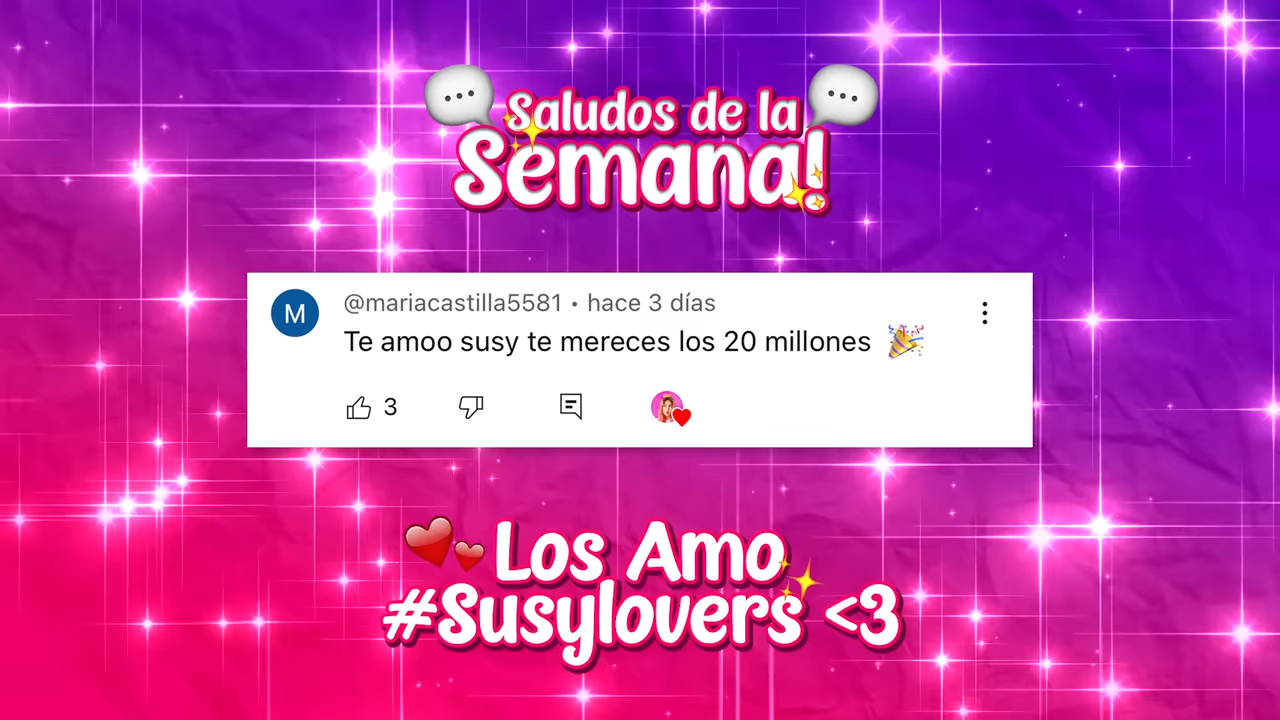 Saludos de la
Semana!
M
@mariacastilla5581 • hace 3 días
Te amoo susy te mereces los 20 millones 🎉
3
Los Amo
#Susylovers <3